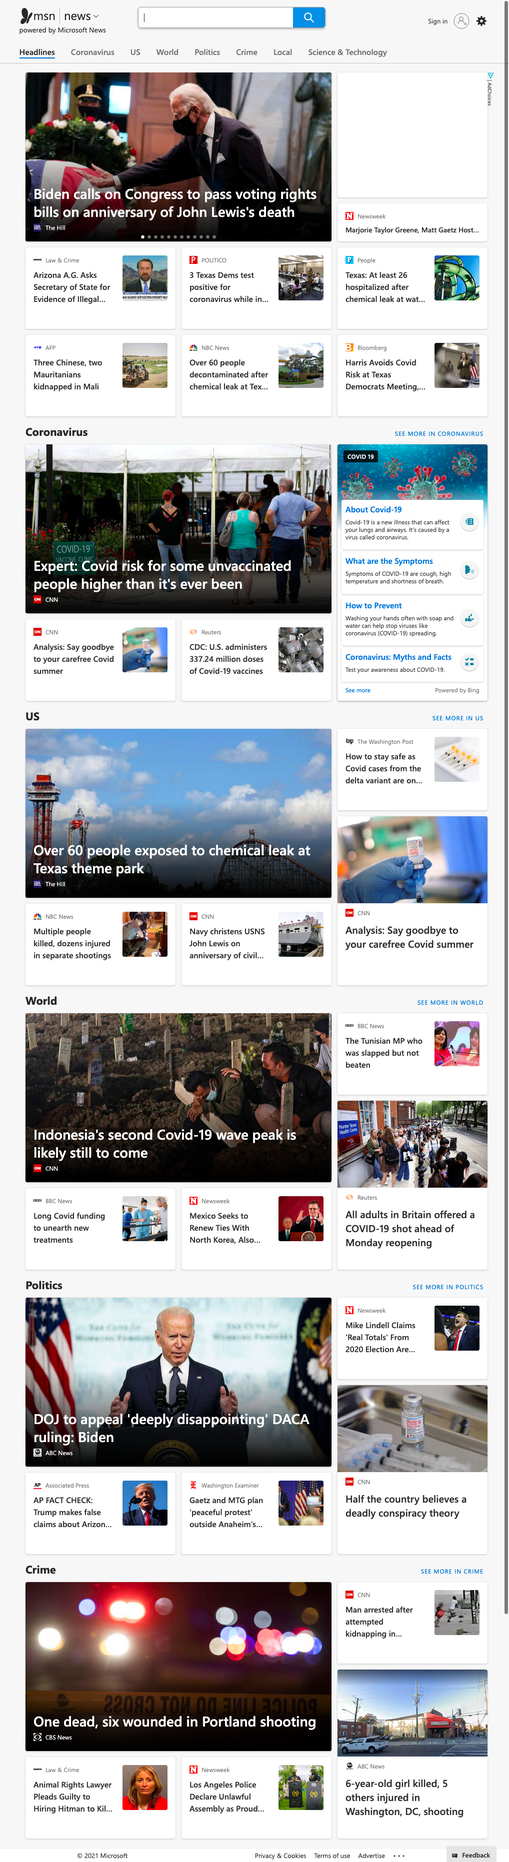 msn news
powered by Microsoft News
Sign in
Headlines Coronavirus US World Politics Crime Local Science & Technology
Biden calls on Congress to pass voting rights
bills on anniversary of John Lewis's death
The Hill
AdChoices
Newsweek
Marjorie Taylor Greene, Matt Gaetz Host...
Law & Crime
Arizona A.G. Asks
Secretary of State for
Evidence of Illegal...
POLITICO
3 Texas Dems test
positive for
coronavirus while in...
People
Texas: At least 26
hospitalized after
chemical leak at wat...
AFP
Three Chinese, two
Mauritanians
kidnapped in Mali
NBC News
Over 60 people
decontaminated after
chemical leak at Tex...
Bloomberg
Harris Avoids Covid
Risk at Texas
Democrats Meeting,...
Coronavirus
SEE MORE IN CORONAVIRUS
COVID-19
Expert: Covid risk for some unvaccinated
people higher than it's ever been
CNN
COVID 19
About Covid-19
Covid-19 is a new illness that can affect
your lungs and airways. It's caused by a
virus called coronavirus.
What are the Symptoms
Symptoms of COVID-19 are cough, high
temperature and shortness of breath.
How to Prevent
Washing your hands often with soap and
water can help stop viruses like
coronavirus (COVID-19) spreading.
Coronavirus: Myths and Facts
Test your awareness about COVID-19.
See more
Powered by Bing
CNN
Analysis: Say goodbye
to your carefree Covid
summer
Reuters
CDC: U.S. administers
337.24 million doses
of Covid-19 vaccines
US
SEE MORE IN US
Over 60 people exposed to chemical leak at
Texas theme park
The Hill
The Washington Post
How to stay safe as
Covid cases from the
delta variant are on...
CNN
Analysis: Say goodbye to
your carefree Covid summer
NBC News
Multiple people
killed, dozens injured
in separate shootings
CNN
Navy christens USNS
John Lewis on
anniversary of civil...
World
SEE MORE IN WORLD
Indonesia's second Covid-19 wave peak is
likely still to come
CNN
BBC News
The Tunisian MP who
was slapped but not
beaten
Reuters
All adults in Britain offered a
COVID-19 shot ahead of
Monday reopening
BBC News
Long Covid funding
to unearth new
treatments
Newsweek
Mexico Seeks to
Renew Ties With
North Korea, Also...
Politics
SEE MORE IN POLITICS
DOJ to appeal 'deeply disappointing' DACA
ruling: Biden
ABC News
Newsweek
Mike Lindell Claims
'Real Totals' From
2020 Election Are...
CNN
Half the country believes a
deadly conspiracy theory
Associated Press
AP FACT CHECK:
Trump makes false
claims about Arizon...
Washington Examiner
Gaetz and MTG plan
'peaceful protest'
outside Anaheim's...
Crime
SEE MORE IN CRIME
POLICE LINE DO NOT CROSS
One dead, six wounded in Portland shooting
CBS News
CNN
Man arrested after
attempted
kidnapping in...
ABC News
6-year-old girl killed, 5
others injured in
Washington, DC, shooting
Law & Crime
Animal Rights Lawyer
Pleads Guilty to
Hiring Hitman to Kil...
Newsweek
Los Angeles Police
Declare Unlawful
Assembly as Proud...
© 2021 Microsoft
Privacy & Cookies Terms of use Advertise ...
Feedback